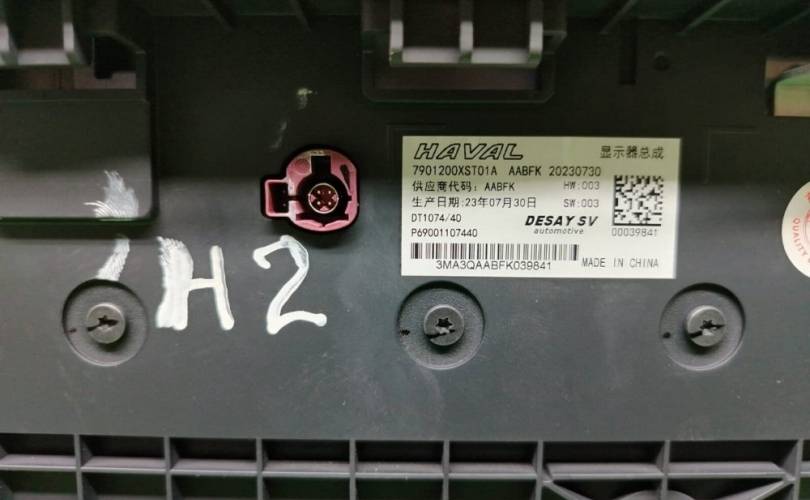 HAVAL 显示器总成
7901200XST01A AABFK 20230730
供应商代码: AABFK HW:003
生产日期:23年07月30日 SW:003
DT1074/40 DESAY SV
automotive
P69001107440 00039841
3MA3QAABFK039841 MADE IN CHINA
H2